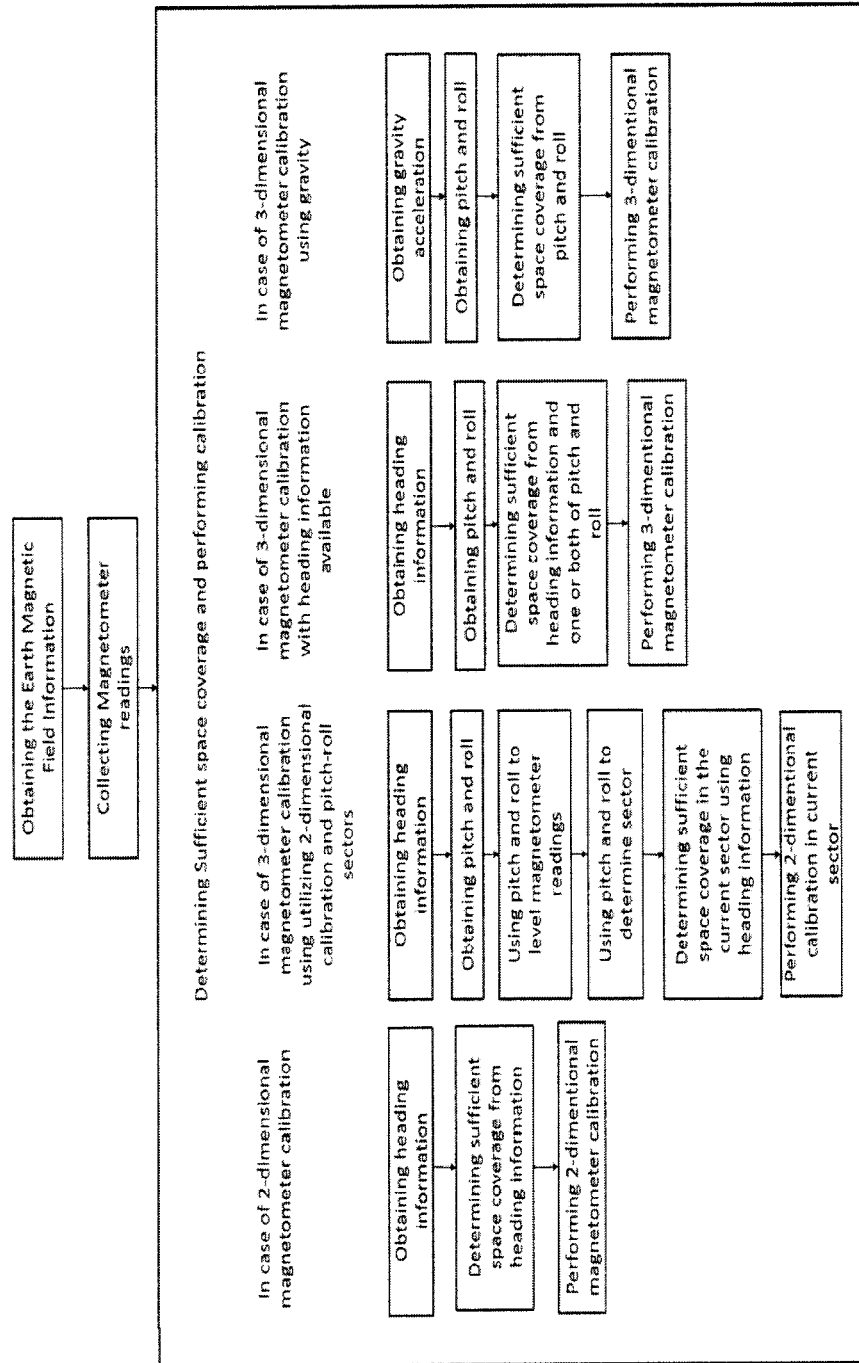 Obtaining the Earth Magnetic
Field Information
Collecting Magnetometer
readings
Determining Sufficient space coverage and performing calibration
In case of 2-dimensional
magnetometer calibration
Obtaining heading
information
Determining sufficient
space coverage from
heading information
Performing 2-dimentional
magnetometer calibration
In case of 3-dimensional
magnetometer calibration
using utilizing 2-dimensional
calibration and pitch-roll
sectors
Obtaining heading
information
Obtaining pitch and roll
Using pitch and roll to
level magnetometer
readings
Using pitch and roll to
determine sector
Determining sufficient
space coverage in the
current sector using
heading information
Performing 2-dimentional
calibration in current
sector
In case of 3-dimensional
magnetometer calibration
with heading information
available
Obtaining heading
information
Obtaining pitch and roll
Determining sufficient
space coverage from
heading information and
one or both of pitch and
roll
Performing 3-dimentional
magnetometer calibration
In case of 3-dimensional
magnetometer calibration
using gravity
Obtaining gravity
acceleration
Obtaining pitch and roll
Determining sufficient
space coverage from
pitch and roll
Performing 3-dimentional
magnetometer calibration